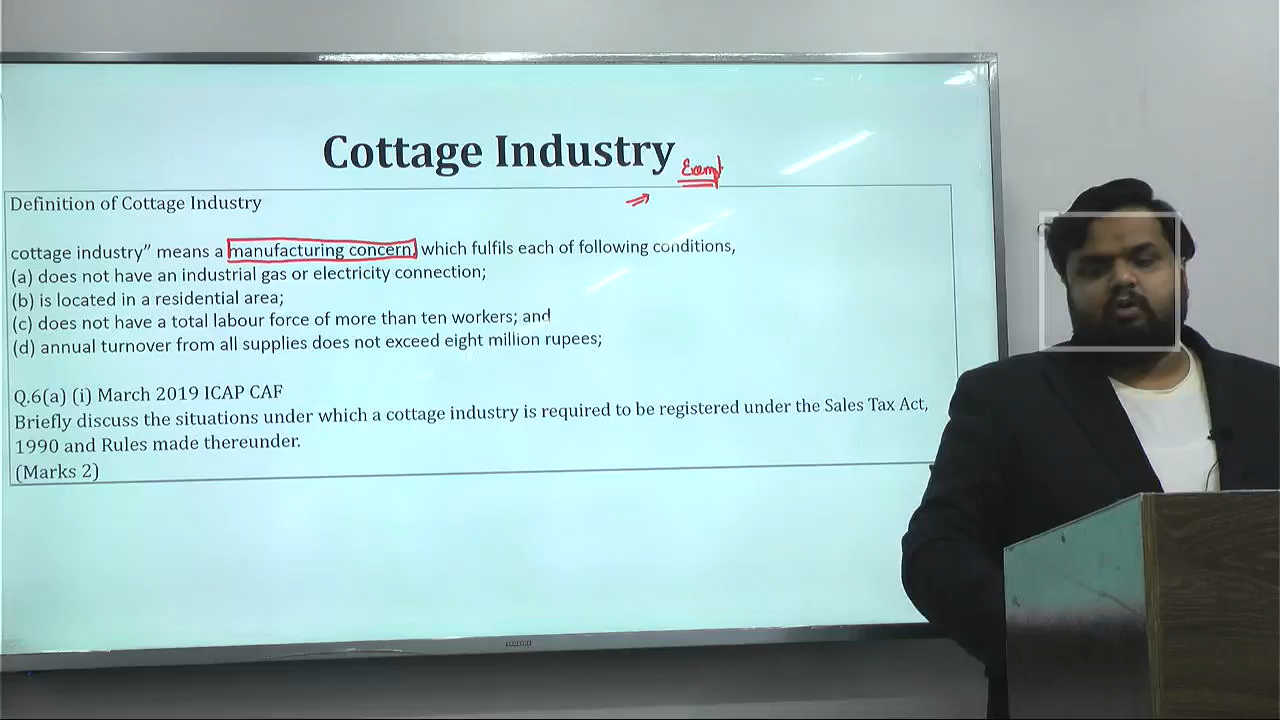 Cottage Industry
Exempt
Definition of Cottage Industry
cottage industry” means a manufacturing concern, which fulfils each of following conditions,
(a) does not have an industrial gas or electricity connection;
(b) is located in a residential area;
(c) does not have a total labour force of more than ten workers; and
(d) annual turnover from all supplies does not exceed eight million rupees;
Q.6(a) (i) March 2019 ICAP CAF
Briefly discuss the situations under which a cottage industry is required to be registered under the Sales Tax Act,
1990 and Rules made thereunder.
(Marks 2)
SAMSUNG